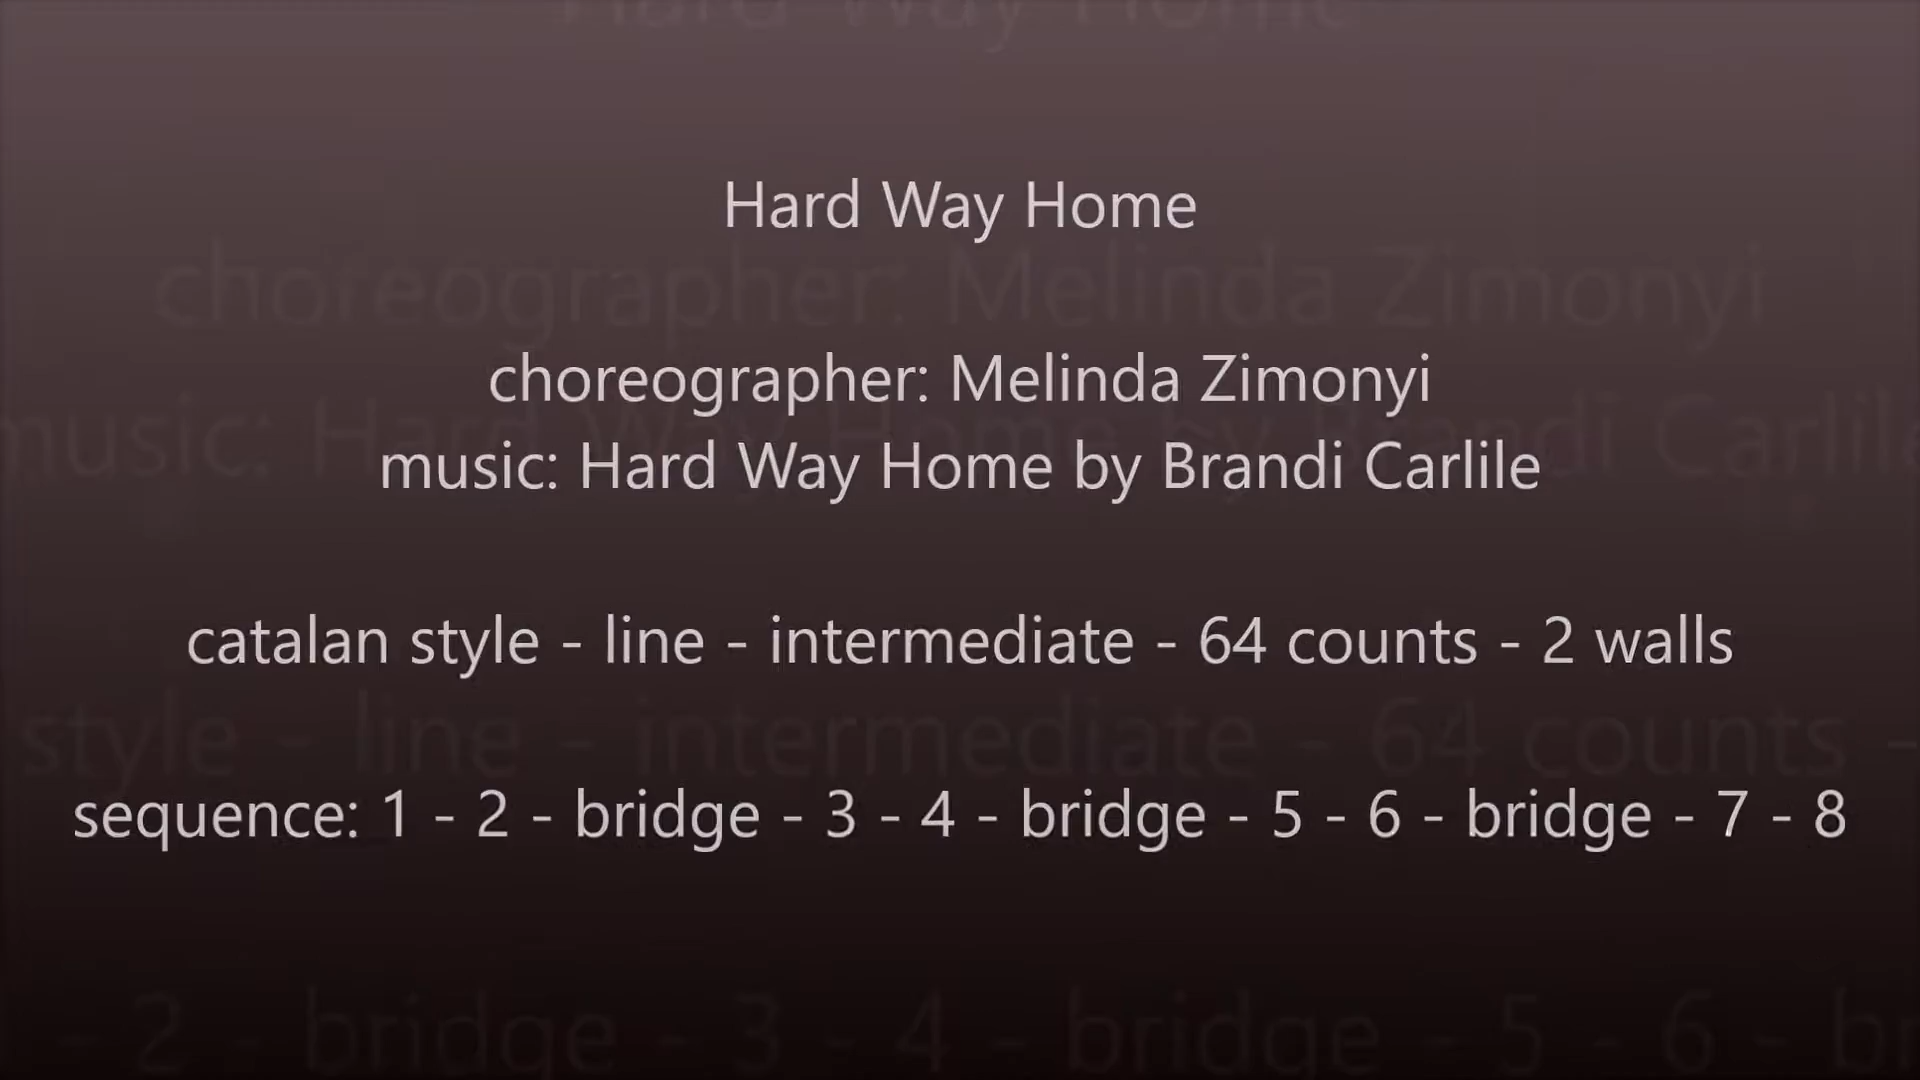 Hard Way Home
choreographer: Melinda Zimonyi
music: Hard Way Home by Brandi Carlile
catalan style - line - intermediate - 64 counts - 2 walls
sequence: 1 - 2 - bridge - 3 - 4 - bridge - 5 - 6 - bridge - 7 - 8